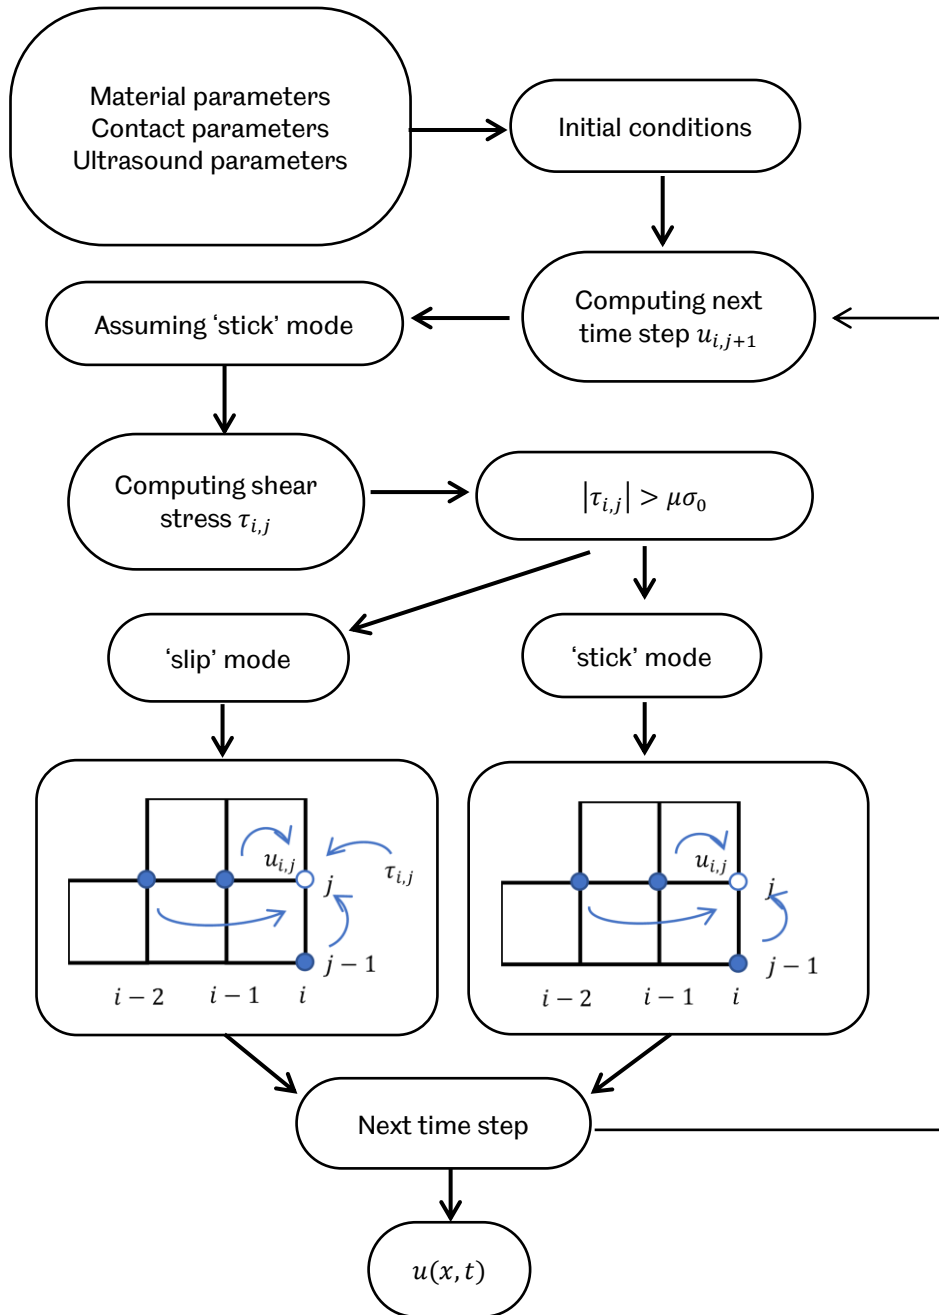 Material parameters
Contact parameters
Ultrasound parameters
Initial conditions
Computing next
time step u_{i,j+1}
Assuming ‘stick’ mode
Computing shear
stress τ_{i,j}
|τ_{i,j}| > μσ₀
‘slip’ mode
‘stick’ mode
u_{i,j}
τ_{i,j}
j
j − 1
i − 2
i − 1
i
u_{i,j}
j
j − 1
i − 2
i − 1
i
Next time step
u(x, t)